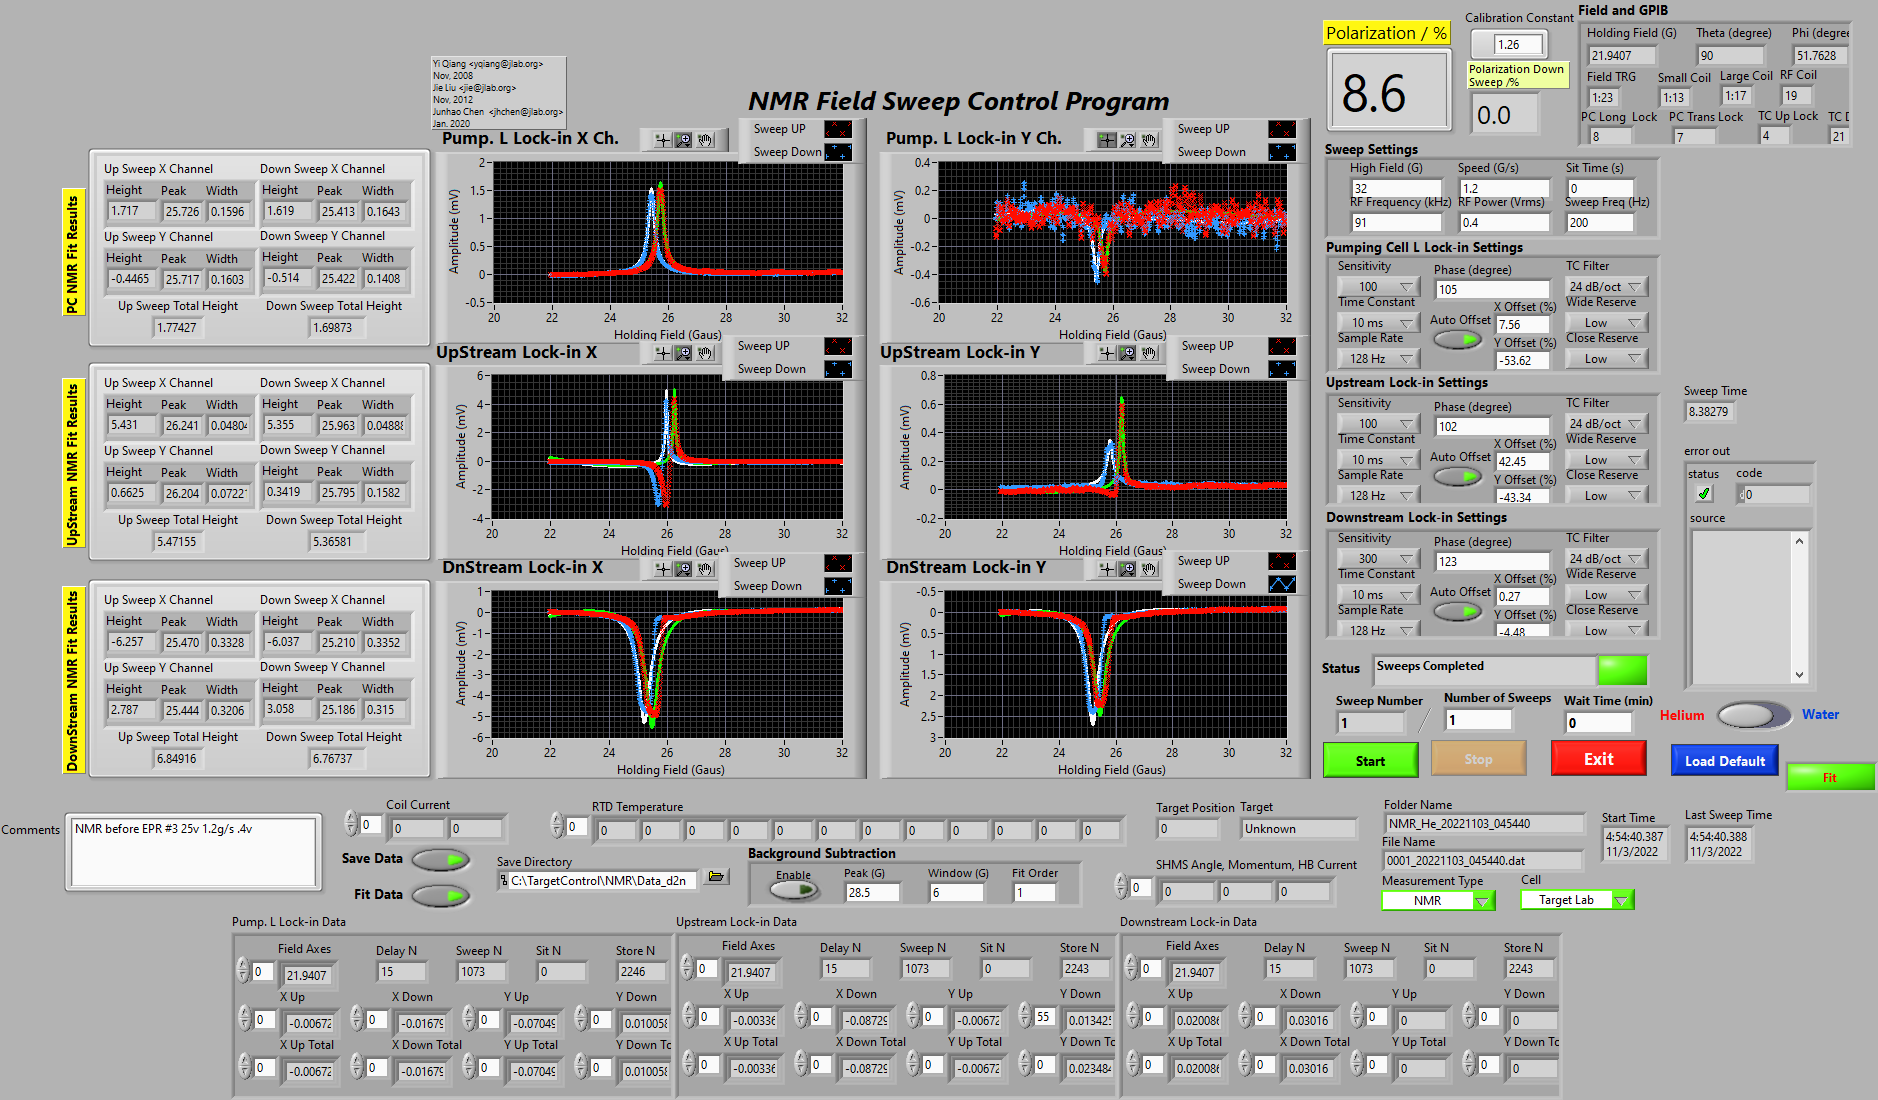 Yi Qiang <yqiang@jlab.org>
Nov, 2008
Jie Liu <jie@jlab.org>
Nov, 2012
Junhao Chen <jhchen@jlab.org>
Jan. 2020
NMR Field Sweep Control Program
Polarization / %
8.6
Calibration Constant
1.26
Polarization Down
Sweep /%
0.0
Field and GPIB
Holding Field (G) Theta (degree) Phi (degree
21.9407 90 51.7628
Field TRG Small Coil Large Coil RF Coil
1:23 1:13 1:17 19
PC Long Lock PC Trans Lock TC Up Lock TC D
8 7 4 21
PC NMR Fit Results
Up Sweep X Channel Down Sweep X Channel
Height Peak Width Height Peak Width
1.717 25.726 0.1596 1.619 25.413 0.1643
Up Sweep Y Channel Down Sweep Y Channel
Height Peak Width Height Peak Width
-0.4465 25.717 0.1603 -0.514 25.422 0.1408
Up Sweep Total Height Down Sweep Total Height
1.77427 1.69873
Pump. L Lock-in X Ch.
Sweep UP
Sweep Down
Amplitude (mV)
2
1.5
1
0.5
0
-0.5
20 22 24 26 28 30 32
Holding Field (Gaus)
Pump. L Lock-in Y Ch.
Sweep UP
Sweep Down
Amplitude (mV)
0.4
0.2
0
-0.2
-0.4
-0.6
20 22 24 26 28 30 32
Holding Field (Gaus)
Sweep Settings
High Field (G) Speed (G/s) Sit Time (s)
32 1.2 0
RF Frequency (kHz) RF Power (Vrms) Sweep Freq (Hz)
91 0.4 200
Pumping Cell L Lock-in Settings
Sensitivity Phase (degree) TC Filter
100 105 24 dB/oct
Time Constant X Offset (%) Wide Reserve
10 ms Auto Offset 7.56 Low
Sample Rate Y Offset (%) Close Reserve
128 Hz -53.62 Low
UpStream NMR Fit Results
Up Sweep X Channel Down Sweep X Channel
Height Peak Width Height Peak Width
5.431 26.241 0.04804 5.355 25.963 0.04888
Up Sweep Y Channel Down Sweep Y Channel
Height Peak Width Height Peak Width
0.6625 26.204 0.0722 0.3419 25.795 0.1582
Up Sweep Total Height Down Sweep Total Height
5.47155 5.36581
UpStream Lock-in X
Sweep UP
Sweep Down
Amplitude (mV)
6
4
2
0
-2
-4
20 22 24 26 28 30 32
Holding Field (Gaus)
UpStream Lock-in Y
Sweep UP
Sweep Down
Amplitude (mV)
0.8
0.6
0.4
0.2
0
-0.2
20 22 24 26 28 30 32
Holding Field (Gaus)
Upstream Lock-in Settings
Sensitivity Phase (degree) TC Filter
100 102 24 dB/oct
Time Constant X Offset (%) Wide Reserve
10 ms Auto Offset 42.45 Low
Sample Rate Y Offset (%) Close Reserve
128 Hz -43.34 Low
Sweep Time
8.38279
error out
status code
0
source
DownStream NMR Fit Results
Up Sweep X Channel Down Sweep X Channel
Height Peak Width Height Peak Width
-6.257 25.470 0.3328 -6.037 25.210 0.3352
Up Sweep Y Channel Down Sweep Y Channel
Height Peak Width Height Peak Width
2.787 25.444 0.3206 3.058 25.186 0.315
Up Sweep Total Height Down Sweep Total Height
6.84916 6.76737
DnStream Lock-in X
Sweep UP
Sweep Down
Amplitude (mV)
1
0
-1
-2
-3
-4
-5
-6
20 22 24 26 28 30 32
Holding Field (Gaus)
DnStream Lock-in Y
Sweep UP
Sweep Down
Amplitude (mV)
-0.5
0
0.5
1
1.5
2
2.5
3
20 22 24 26 28 30 32
Holding Field (Gaus)
Downstream Lock-in Settings
Sensitivity Phase (degree) TC Filter
300 123 24 dB/oct
Time Constant X Offset (%) Wide Reserve
10 ms Auto Offset 0.27 Low
Sample Rate Y Offset (%) Close Reserve
128 Hz -4.48 Low
Status Sweeps Completed
Sweep Number Number of Sweeps Wait Time (min)
1 / 1 0
Helium Water
Start Stop Exit Load Default Fit
Comments
NMR before EPR #3 25v 1.2g/s .4v
Coil Current
0 0 0
Save Data
Fit Data
RTD Temperature
0 0 0 0 0 0 0 0 0 0 0 0 0
Save Directory
C:\TargetControl\NMR\Data_d2n
Background Subtraction
Enable Peak (G) Window (G) Fit Order
28.5 6 1
Target Position Target
0 Unknown
SHMS Angle, Momentum, HB Current
0 0 0 0
Folder Name
NMR_He_20221103_045440
File Name
0001_20221103_045440.dat
Measurement Type Cell
NMR Target Lab
Start Time
4:54:40.387
11/3/2022
Last Sweep Time
4:54:40.388
11/3/2022
Pump. L Lock-in Data
Field Axes Delay N Sweep N Sit N Store N
0 21.9407 15 1073 0 2246
X Up X Down Y Up Y Down
0 -0.00672 0 -0.01679 0 -0.07049 0 0.010058
X Up Total X Down Total Y Up Total Y Down To
0 -0.00672 0 -0.01679 0 -0.07049 0 0.010058
Upstream Lock-in Data
Field Axes Delay N Sweep N Sit N Store N
0 21.9407 15 1073 0 2243
X Up X Down Y Up Y Down
0 -0.00336 0 -0.08729 0 -0.00672 55 0.013425
X Up Total X Down Total Y Up Total Y Down To
0 -0.00336 0 -0.08729 0 -0.00672 0 0.023484
Downstream Lock-in Data
Field Axes Delay N Sweep N Sit N Store N
0 21.9407 15 1073 0 2243
X Up X Down Y Up Y Down
0 0.020086 0 0.03016 0 0 0 0
X Up Total X Down Total Y Up Total Y Down To
0 0.020086 0 0.03016 0 0 0 0